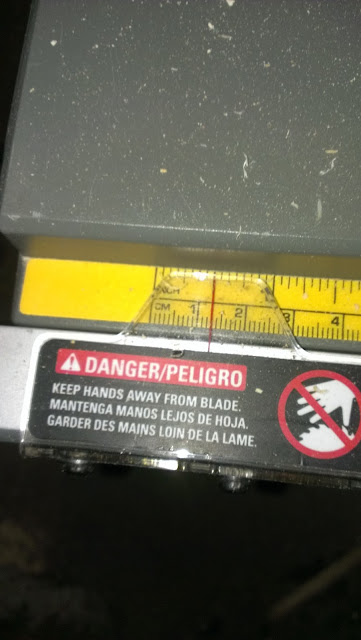 INCH
CM 1 2 3 4
DANGER/PELIGRO
KEEP HANDS AWAY FROM BLADE.
MANTENGA MANOS LEJOS DE HOJA.
GARDER DES MAINS LOIN DE LA LAME.